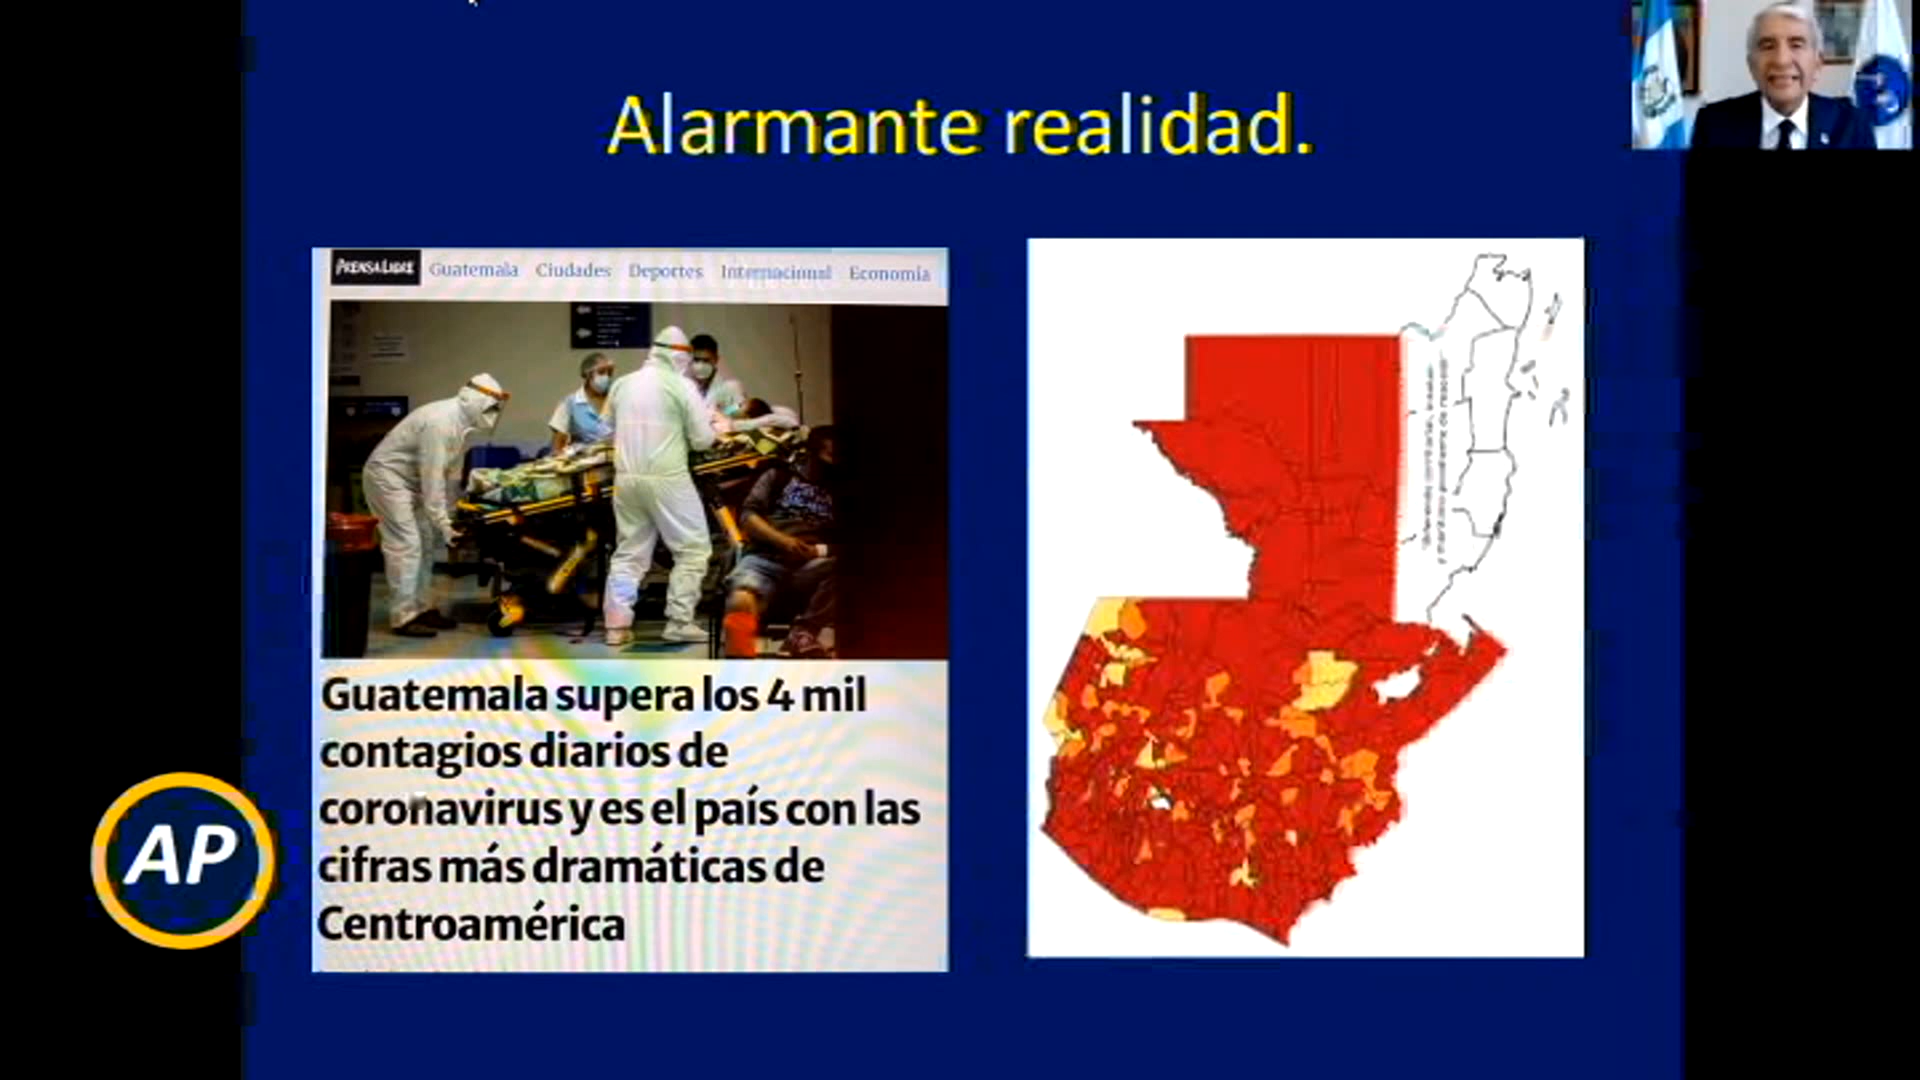 Alarmante realidad.
PRENSA LIBRE Guatemala Ciudades Deportes Internacional Economía
Guatemala supera los 4 mil
contagios diarios de
coronavirus y es el país con las
cifras más dramáticas de
Centroamérica
AP